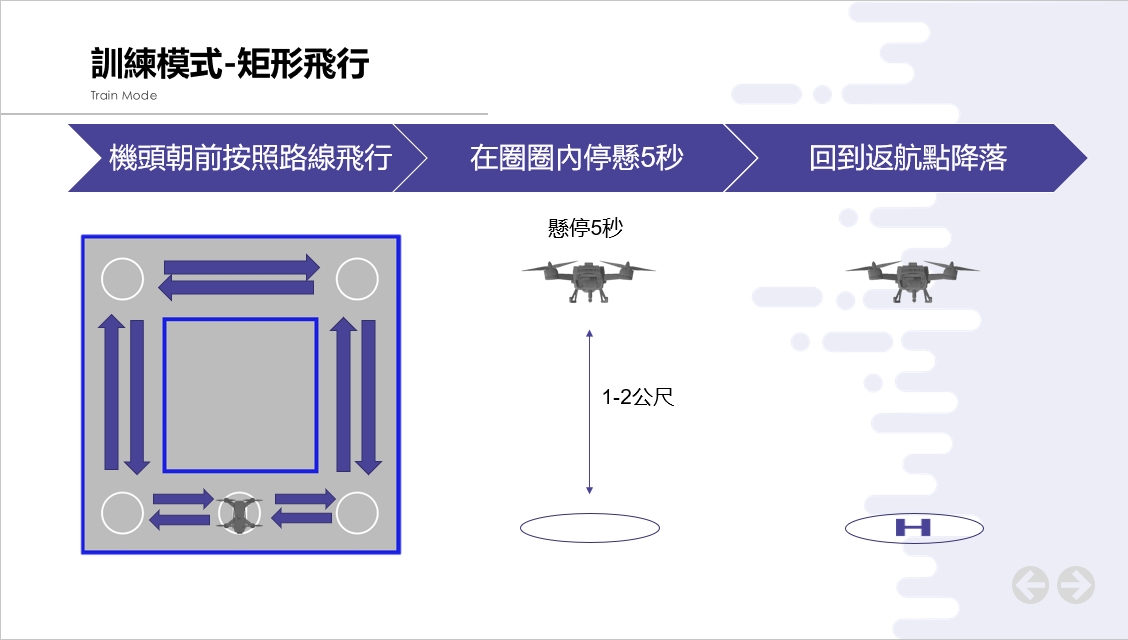 訓練模式-矩形飛行
Train Mode
機頭朝前按照路線飛行
在圈圈內停懸5秒
回到返航點降落
懸停5秒
1-2公尺
H